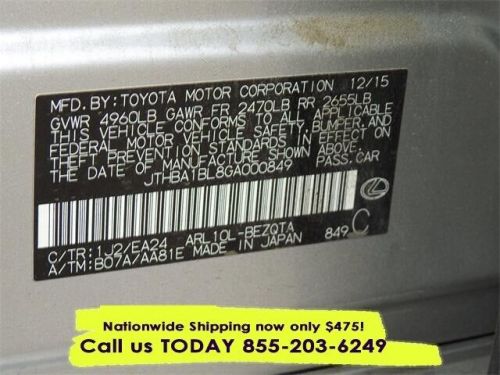 MFD. BY: TOYOTA MOTOR CORPORATION 12/15
GVWR 4960LB GAWR FR 2470LB RR 2655LB
THIS VEHICLE CONFORMS TO ALL APPLICABLE
FEDERAL MOTOR VEHICLE SAFETY, BUMPER, AND
THEFT PREVENTION STANDARDS IN EFFECT ON
THE DATE OF MANUFACTURE SHOWN ABOVE.
JTHBA1BL8GA000849 PASS. CAR
C/TR: 1J2/EA24 ARL10L-BEZQTA 849 C
A/TM: B07A/AA81E MADE IN JAPAN
Nationwide Shipping now only $475!
Call us TODAY 855-203-6249